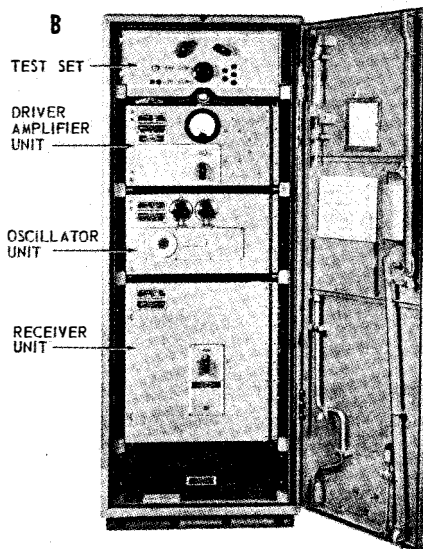 B
TEST SET
DRIVER
AMPLIFIER
UNIT
OSCILLATOR
UNIT
RECEIVER
UNIT